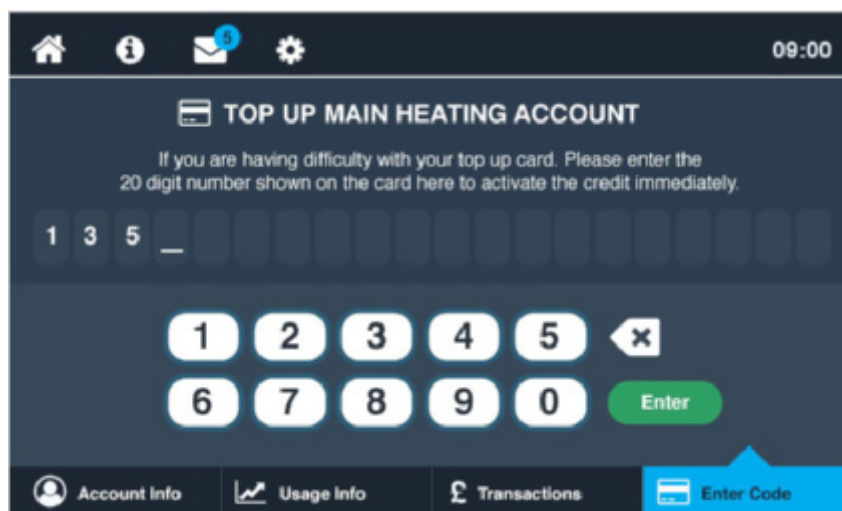 5
09:00
TOP UP MAIN HEATING ACCOUNT
If you are having difficulty with your top up card. Please enter the
20 digit number shown on the card here to activate the credit immediately.
1 3 5 _
1 2 3 4 5
6 7 8 9 0 Enter
Account Info £ Usage Info Transactions Enter Code